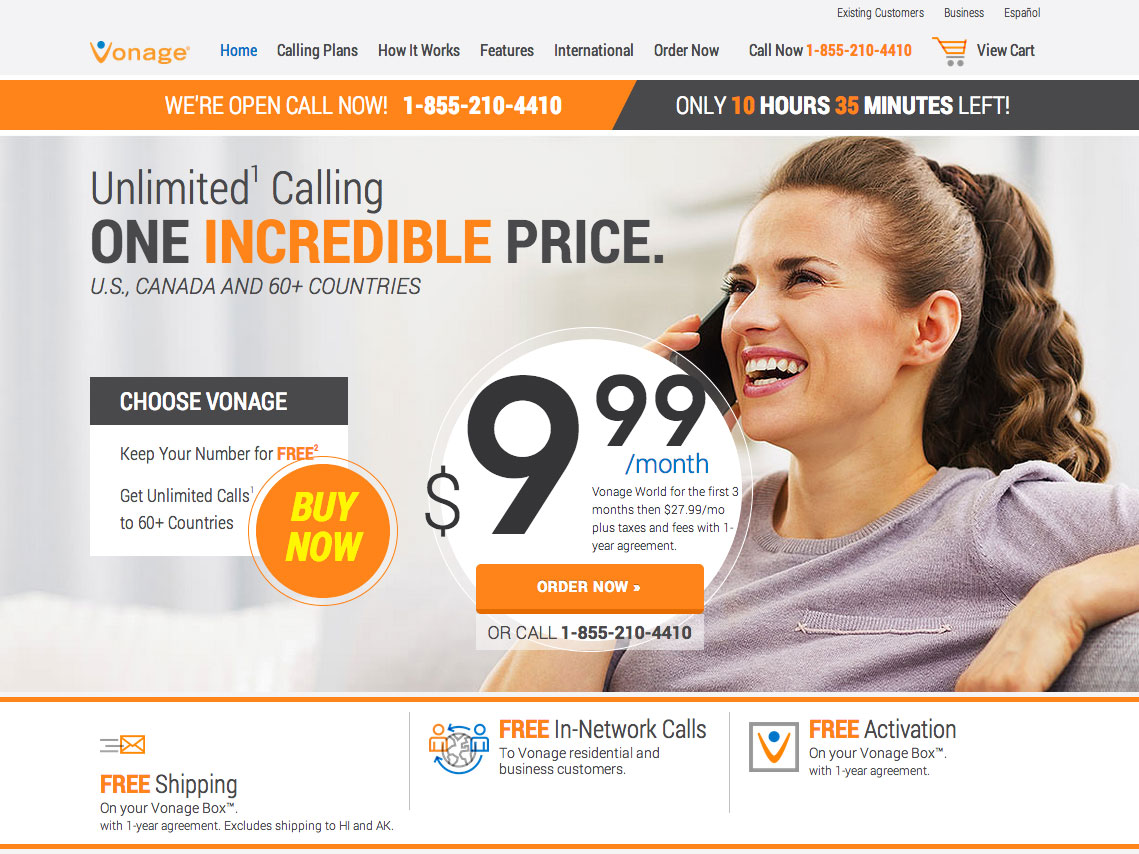 Existing Customers Business Español
Vonage®
Home Calling Plans How It Works Features International Order Now Call Now 1-855-210-4410 View Cart
WE'RE OPEN CALL NOW! 1-855-210-4410
ONLY 10 HOURS 35 MINUTES LEFT!
Unlimited¹ Calling
ONE INCREDIBLE PRICE.
U.S., CANADA AND 60+ COUNTRIES
CHOOSE VONAGE
Keep Your Number for FREE²
Get Unlimited Calls¹
to 60+ Countries
BUY
NOW
$9 99
/month
Vonage World for the first 3
months then $27.99/mo
plus taxes and fees with 1-
year agreement.
ORDER NOW »
OR CALL 1-855-210-4410
FREE Shipping
On your Vonage Box™.
with 1-year agreement. Excludes shipping to HI and AK.
FREE In-Network Calls
To Vonage residential and
business customers.
FREE Activation
On your Vonage Box™.
with 1-year agreement.